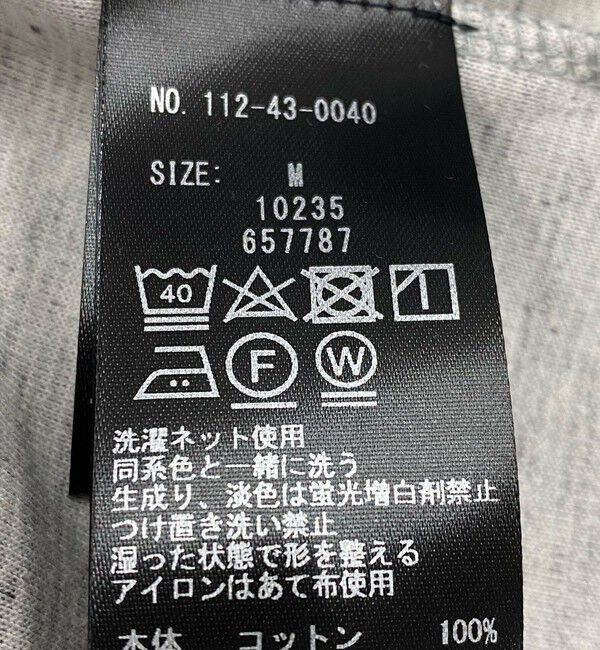 NO. 112-43-0040
SIZE: M
10235
657787
40
F W
洗濯ネット使用
同系色と一緒に洗う
生成り、淡色は蛍光増白剤禁止
つけ置き洗い禁止
湿った状態で形を整える
アイロンはあて布使用
本体 コットン 100%